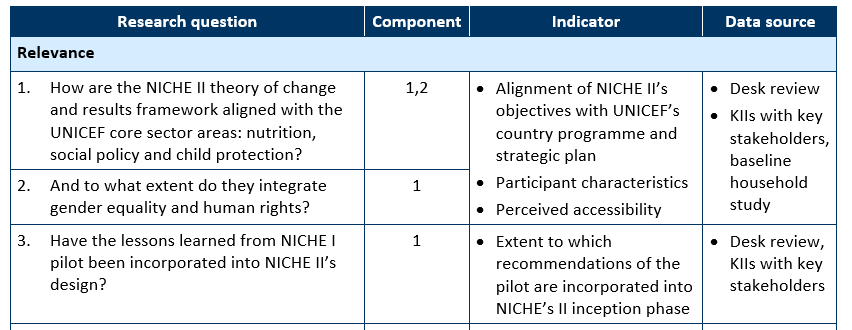 Research question Component Indicator Data source
Relevance
1. How are the NICHE II theory of change
and results framework aligned with the
UNICEF core sector areas: nutrition,
social policy and child protection?
1,2
2. And to what extent do they integrate
gender equality and human rights?
1
• Alignment of NICHE II's
objectives with UNICEF's
country programme and
strategic plan
• Participant characteristics
• Perceived accessibility
• Desk review
• KIIs with key
stakeholders,
baseline
household
study
3. Have the lessons learned from NICHE I
pilot been incorporated into NICHE II's
design?
1
• Extent to which
recommendations of the
pilot are incorporated into
NICHE's II inception phase
• Desk review,
KIIs with key
stakeholders